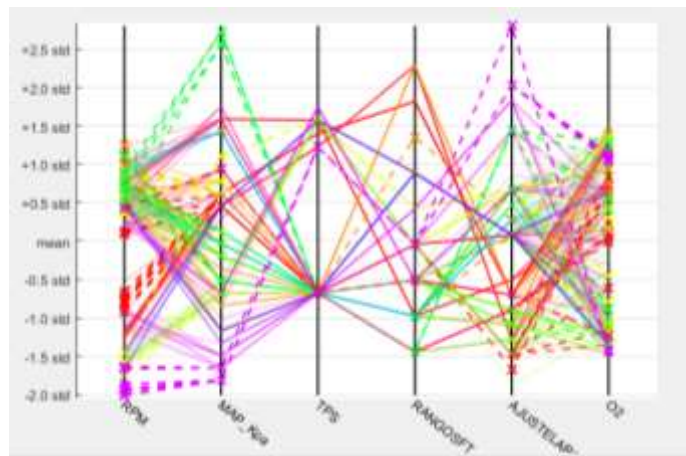 +2.5 std
+2.0 std
+1.5 std
+1.0 std
+0.5 std
mean
-0.5 std
-1.0 std
-1.5 std
-2.0 std
RPM
MAP_Kpa
TPS
RANGOSFT
O2